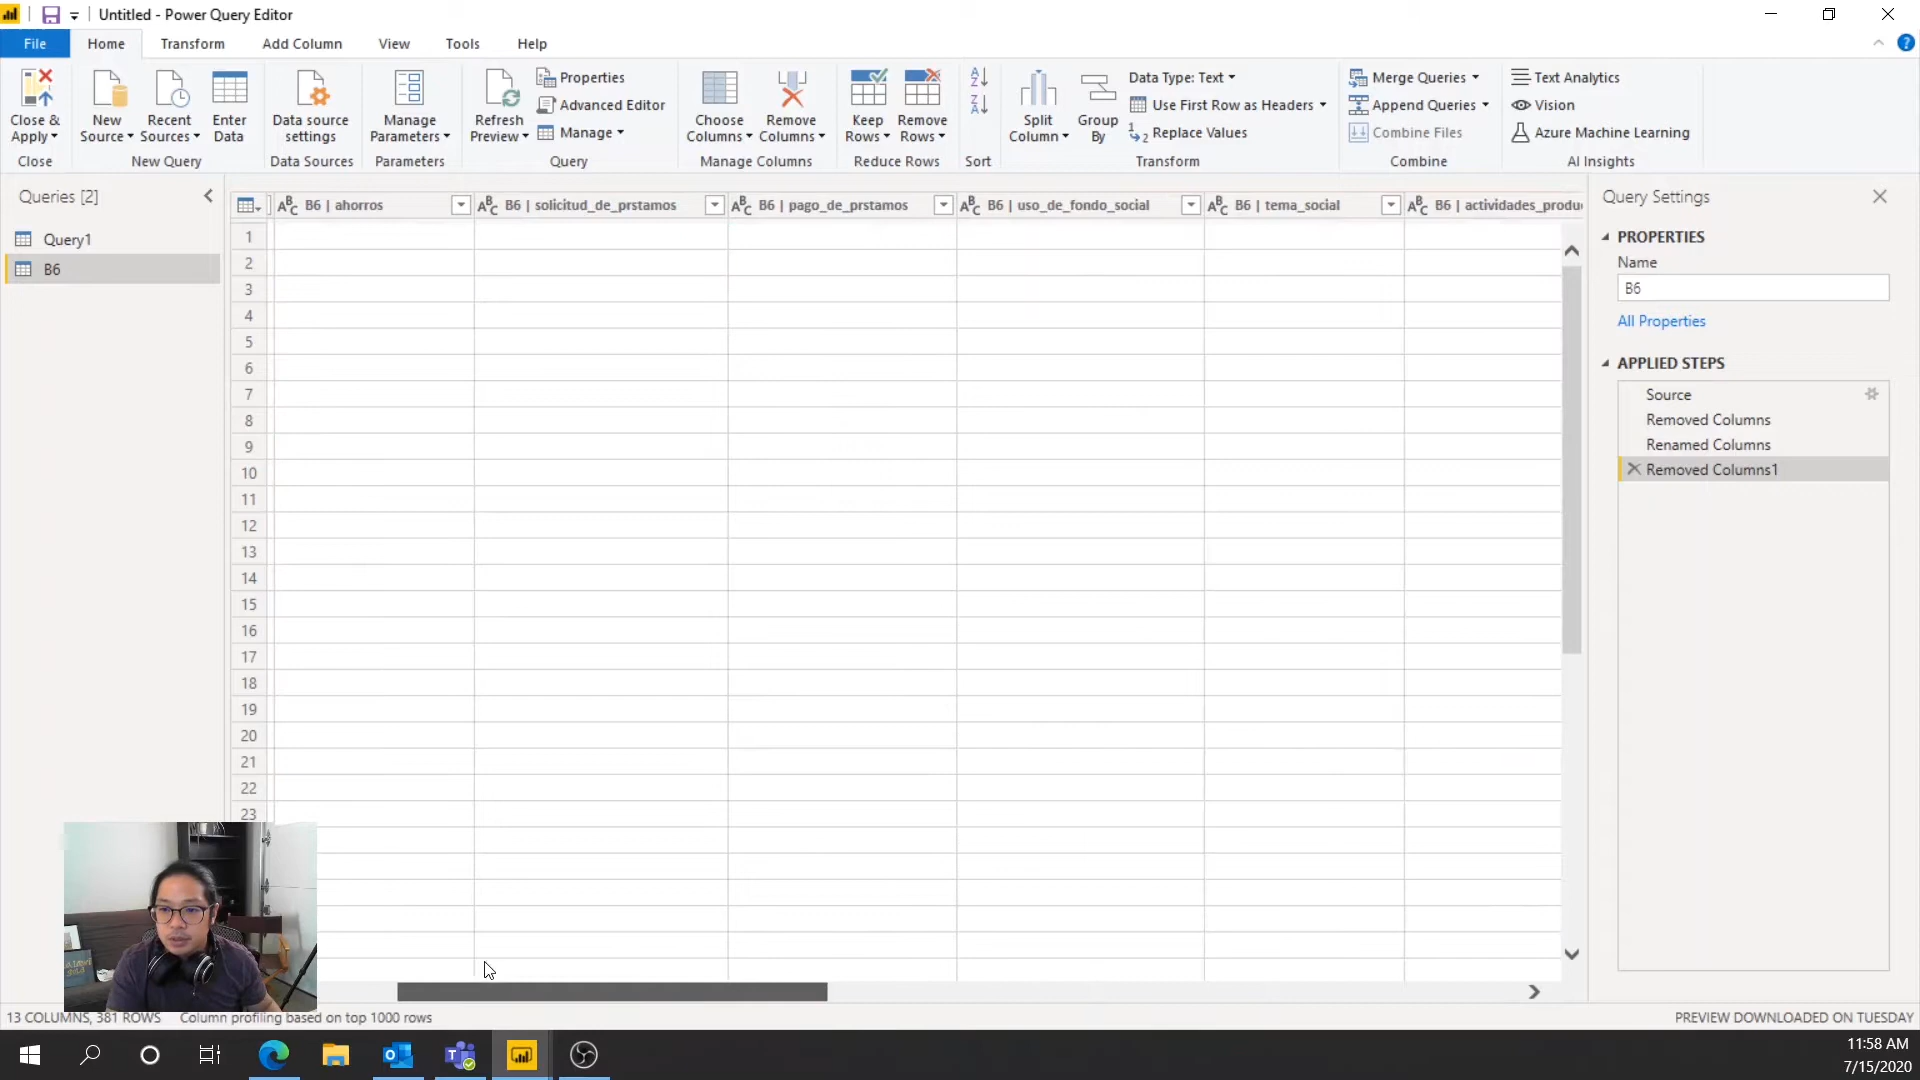 Untitled - Power Query Editor
File Home Transform Add Column View Tools Help
Close & Apply
New Source
Recent Sources
Enter Data
Data source settings
Manage Parameters
Refresh Preview
Properties
Advanced Editor
Manage
Choose Columns
Remove Columns
Keep Rows
Remove Rows
Split Column
Group By
Data Type: Text
Use First Row as Headers
Replace Values
Merge Queries
Append Queries
Combine Files
Text Analytics
Vision
Azure Machine Learning
Close New Query Data Sources Parameters Query Manage Columns Reduce Rows Sort Transform Combine AI Insights
Queries [2]
Query1
B6
B6 | ahorros
B6 | solicitud_de_prstamos
B6 | pago_de_prstamos
B6 | uso_de_fondo_social
B6 | tema_social
B6 | actividades_produ
1
2
3
4
5
6
7
8
9
10
11
12
13
14
15
16
17
18
19
20
21
22
23
Query Settings
PROPERTIES
Name
B6
All Properties
APPLIED STEPS
Source
Removed Columns
Renamed Columns
Removed Columns1
13 COLUMNS, 381 ROWS Column profiling based on top 1000 rows
PREVIEW DOWNLOADED ON TUESDAY
11:58 AM
7/15/2020